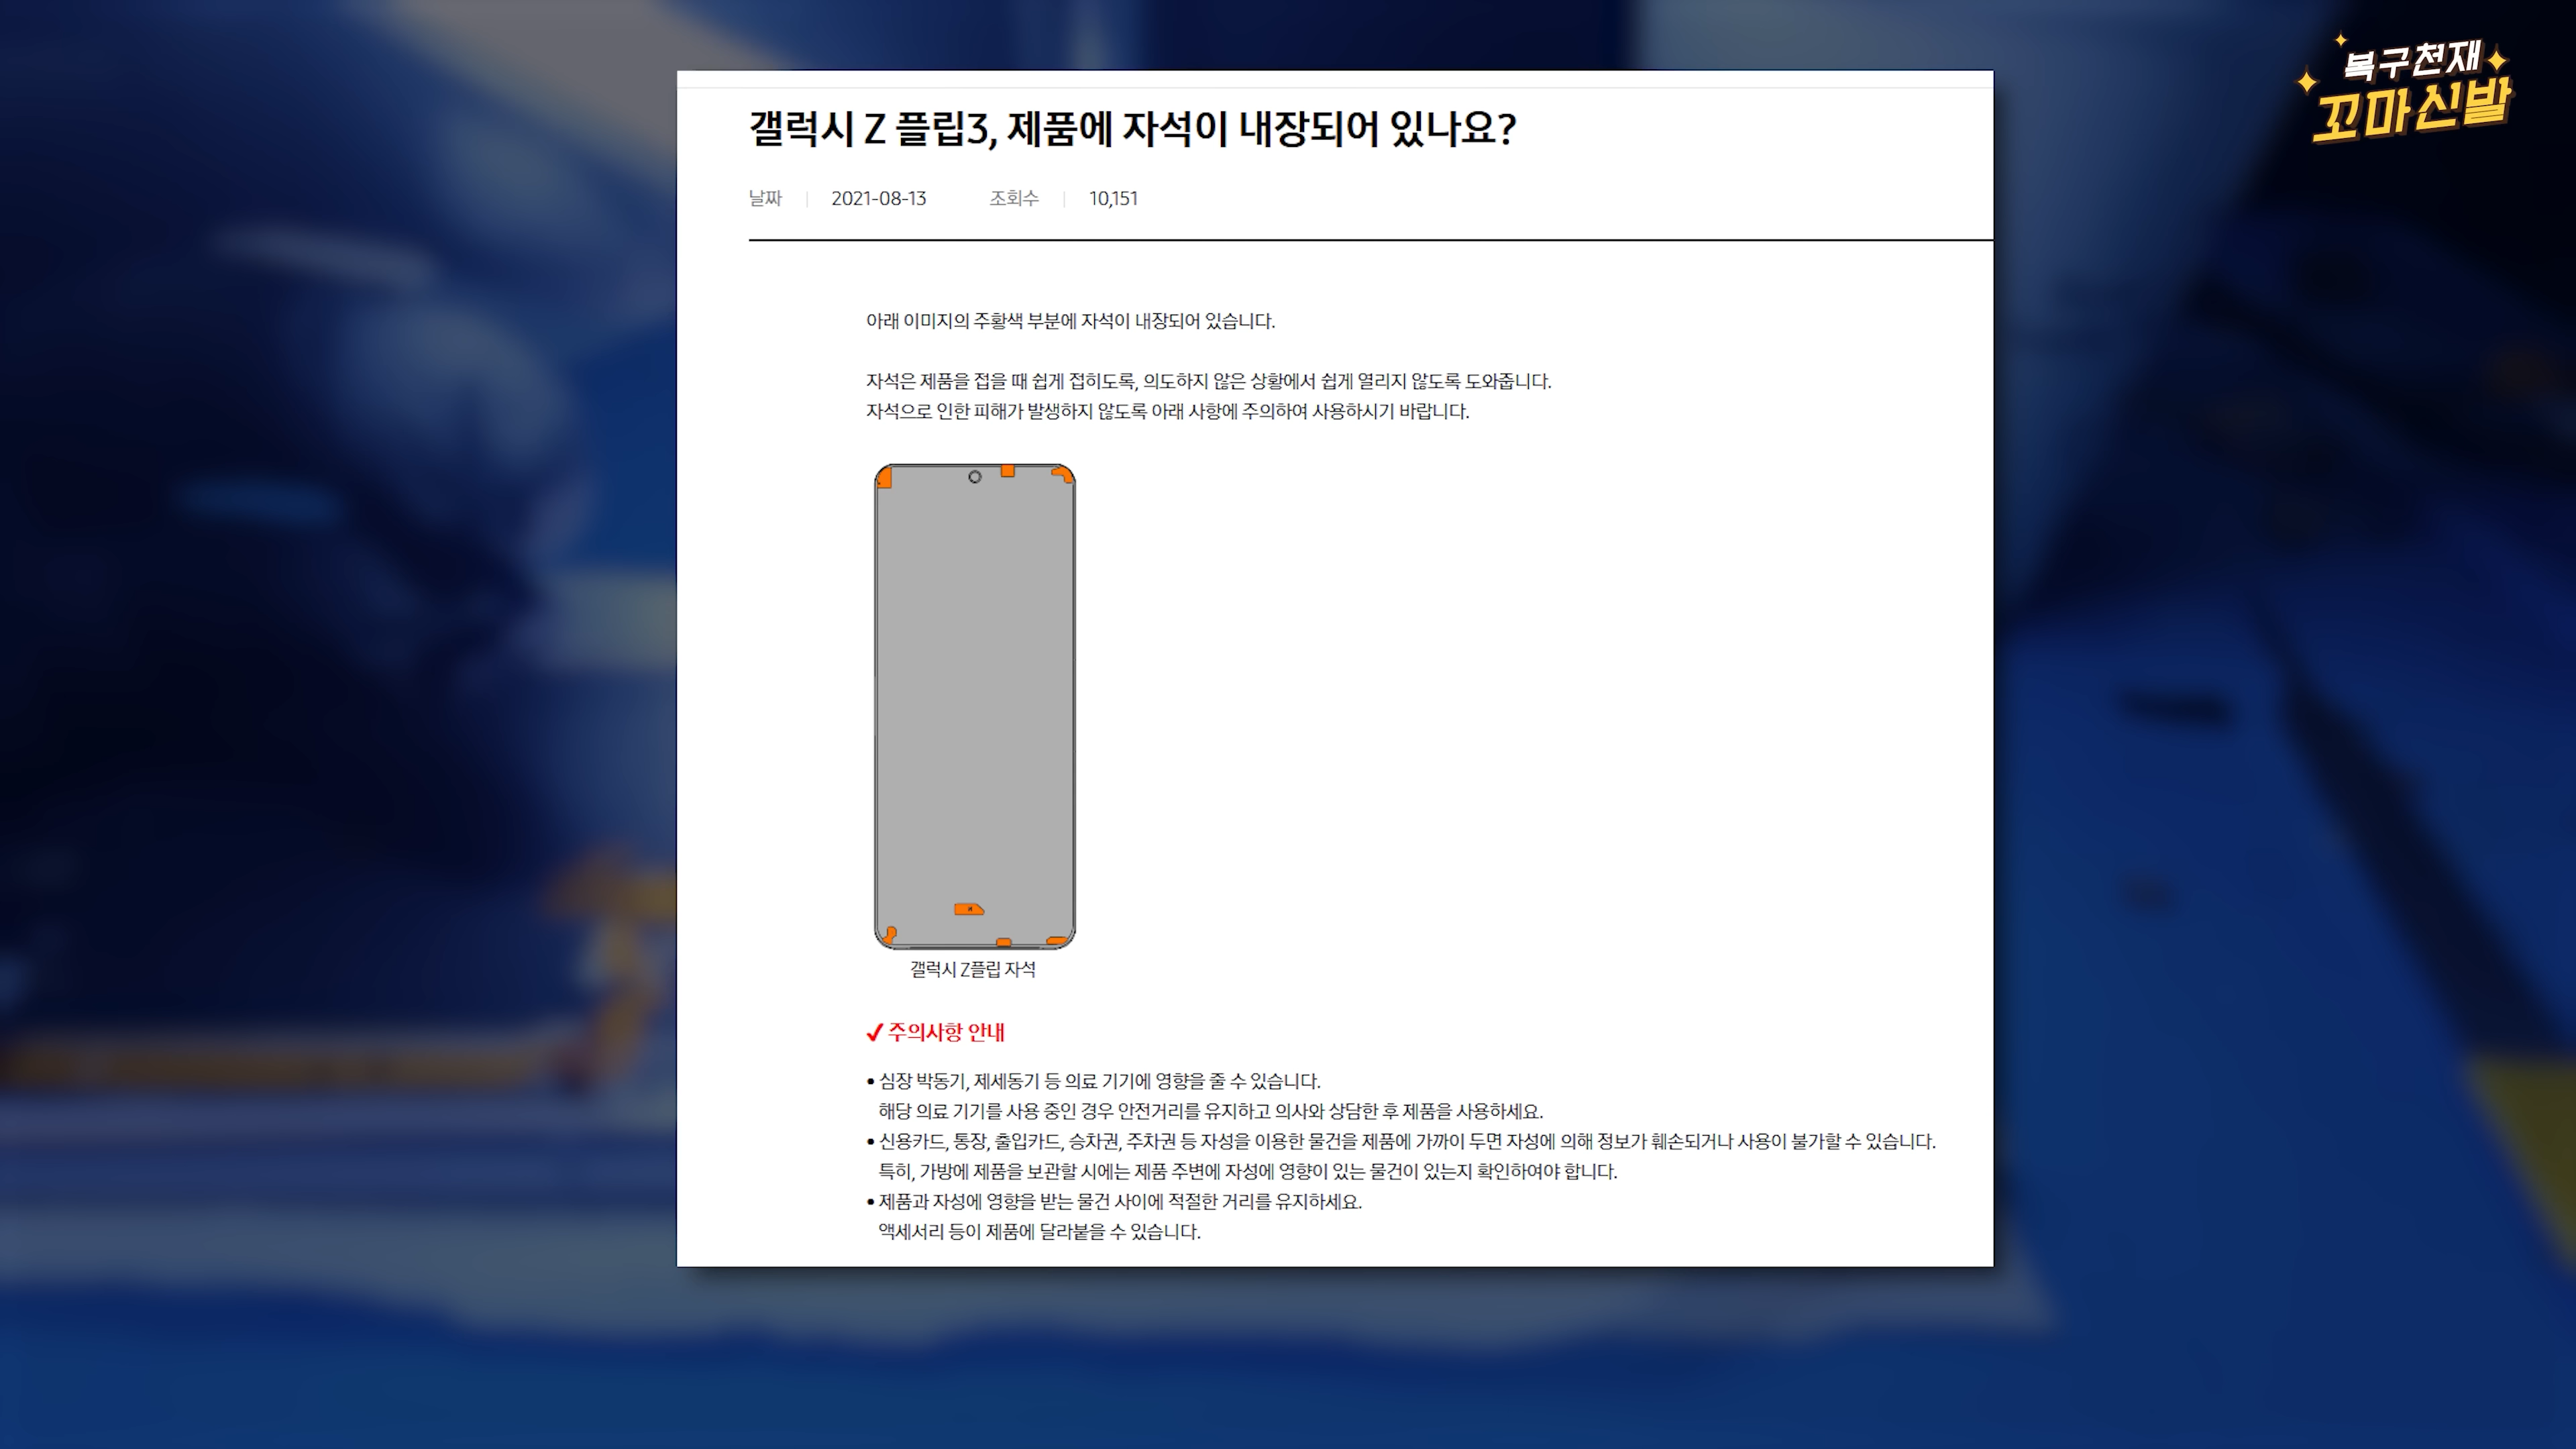 복구천재
꼬마신발
갤럭시 Z 플립3, 제품에 자석이 내장되어 있나요?
날짜 2021-08-13 조회수 10,151
아래 이미지의 주황색 부분에 자석이 내장되어 있습니다.
자석은 제품을 접을 때 쉽게 접히도록, 의도하지 않은 상황에서 쉽게 열리지 않도록 도와줍니다.
자석으로 인한 피해가 발생하지 않도록 아래 사항에 주의하여 사용하시기 바랍니다.
갤럭시 Z플립 자석
✓ 주의사항 안내
• 심장 박동기, 제세동기 등 의료 기기에 영향을 줄 수 있습니다.
해당 의료 기기를 사용 중인 경우 안전거리를 유지하고 의사와 상담한 후 제품을 사용하세요.
• 신용카드, 통장, 출입카드, 승차권, 주차권 등 자성을 이용한 물건을 제품에 가까이 두면 자성에 의해 정보가 훼손되거나 사용이 불가할 수 있습니다.
특히, 가방에 제품을 보관할 시에는 제품 주변에 자성에 영향이 있는 물건이 있는지 확인하여야 합니다.
• 제품과 자성에 영향을 받는 물건 사이에 적절한 거리를 유지하세요.
액세서리 등이 제품에 달라붙을 수 있습니다.